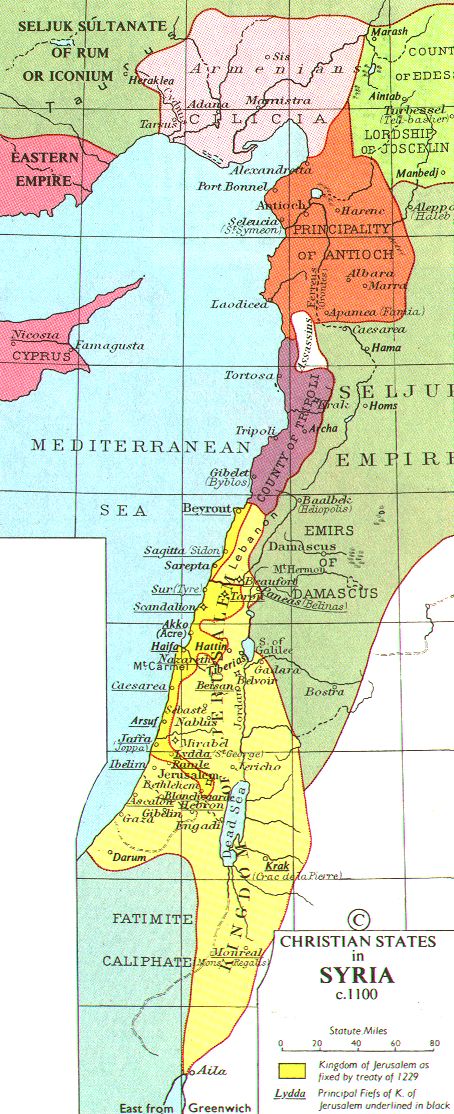 SELJUK SULTANATE
OF RUM
OR ICONIUM
Marash
COUNT
OF EDESS
Sis
Armenians
Heraklea
Cydnus
Adana
Mamistra
Tarsus
CILICIA
Taurus
Aintab
Turbessel
(Tell-basher)
LORDSHIP
OF JOSCELIN
Manbedj
EASTERN
EMPIRE
Alexandretta
Port Bonnel
Antioch
Harenc
Aleppo
(Haleb)
Seleucia
(St Symeon)
PRINCIPALITY
OF ANTIOCH
Albara
Marra
Ferreus
(Orontes)
Laodicea
Apamea (Famia)
Caesarea
Assassins
Hama
Nicosia
CYPRUS
Famagusta
Tortosa
Krak
Homs
SELJUK
EMPIRE
COUNTY OF TRIPOLI
Archa
Tripoli
MEDITERRANEAN
SEA
Gibelet
(Byblos)
Baalbek
(Heliopolis)
Beyrout
EMIRS
OF
DAMASCUS
Lebanon
Damascus
Sagitta (Sidon)
Sarepta
Mt Hermon
Beaufort
Sur (Tyre)
Toron
Paneas
(Belinas)
Scandalion
Akko
(Acre)
Haifa
Hattin
S. of
Galilee
Nazareth
Tiberias
Mt Carmel
Gadara
Caesarea
Beisan
Belvoir
Bostra
Sebaste
Jordan
Arsuf
Nablus
Jaffa
(Joppa)
Mirabel
Lydda (St George)
Ibelim
Ramle
Jericho
Jerusalem
Bethlehem
Blanchegarde
Ascalon
Hebron
Gibelin
Gaza
Engadi
Dead Sea
Darum
Krak
(Crac de la Pierre)
KINGDOM OF JERUSALEM
FATIMITE
CALIPHATE
Monreal
(Mons Regalis)
Aila
East from Greenwich
©
CHRISTIAN STATES
in
SYRIA
c.1100
Statute Miles
0 20 40 60 80
Kingdom of Jerusalem as
fixed by treaty of 1229
Lydda Principal Fiefs of K. of
Jerusalem underlined in black